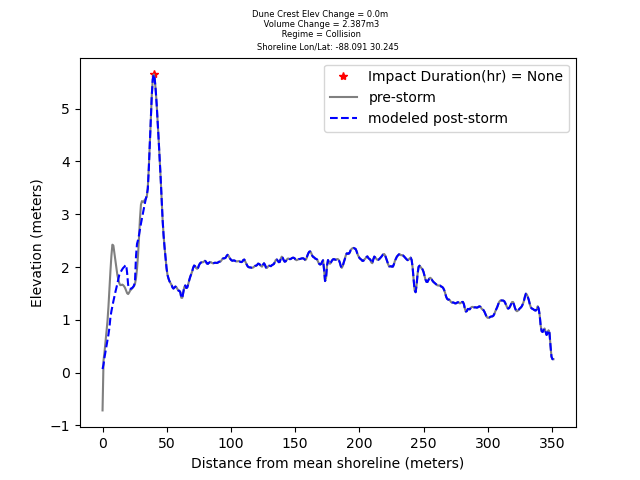 Dune Crest Elev Change = 0.0m
Volume Change = 2.387m3
Regime = Collision
Shoreline Lon/Lat: -88.091 30.245
Impact Duration(hr) = None
pre-storm
modeled post-storm
Elevation (meters)
5
4
3
2
1
0
−1
0 50 100 150 200 250 300 350
Distance from mean shoreline (meters)